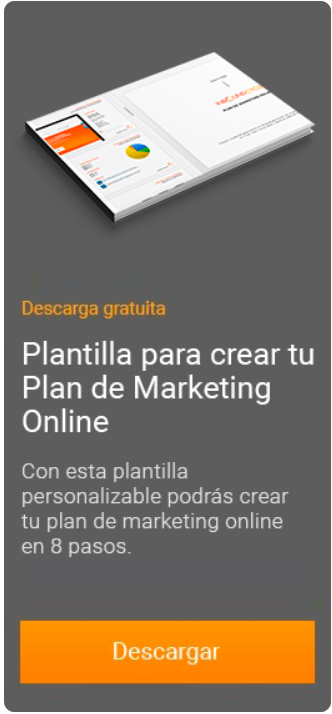 Descarga gratuita
Plantilla para crear tu
Plan de Marketing
Online
Con esta plantilla
personalizable podrás crear
tu plan de marketing online
en 8 pasos.
Descargar